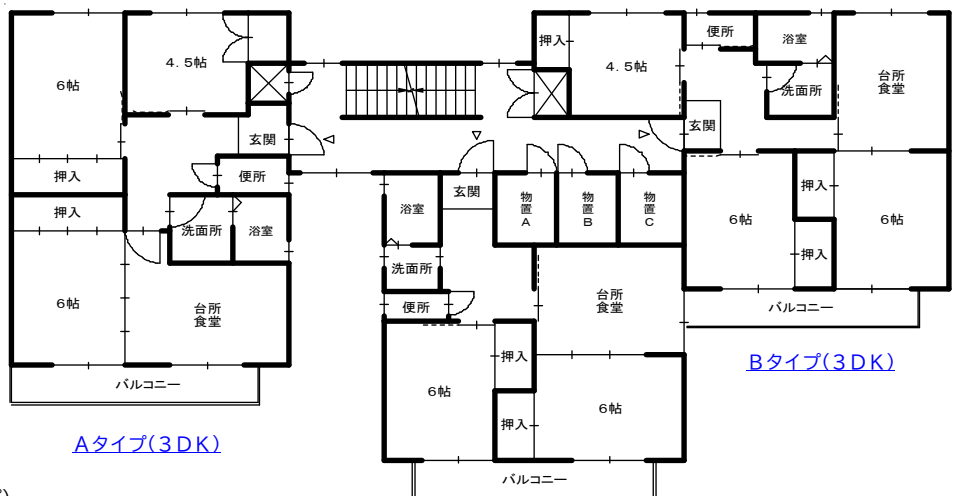 6帖
4．5帖
玄関
便所
押入
押入
洗面所
浴室
6帖
台所
食堂
バルコニー
Aタイプ(3DK)
押入
4．5帖
便所
浴室
洗面所
台所
食堂
玄関
押入
6帖
6帖
押入
バルコニー
Bタイプ(3DK)
浴室
玄関
物置A
物置B
物置C
洗面所
便所
台所
食堂
押入
6帖
6帖
押入
バルコニー